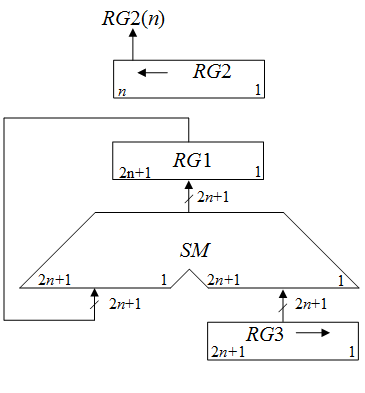 RG2(n)
RG2
n 1
RG1
2n+1 1
2n+1
SM
2n+1 1 2n+1 1
2n+1 2n+1
RG3
2n+1 1